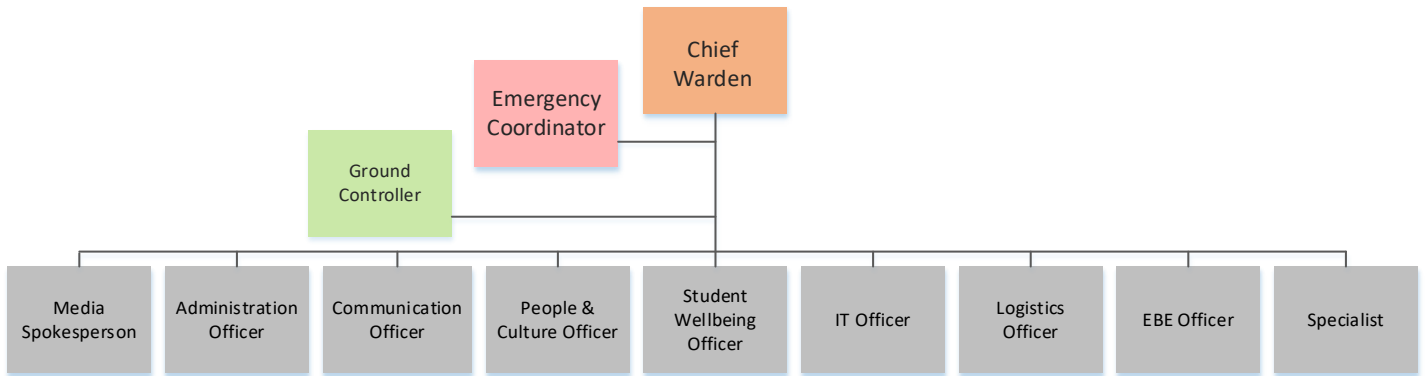 Chief
Warden
Emergency
Coordinator
Ground
Controller
Media
Spokesperson
Administration
Officer
Communication
Officer
People &
Culture Officer
Student
Wellbeing
Officer
IT Officer
Logistics
Officer
EBE Officer
Specialist